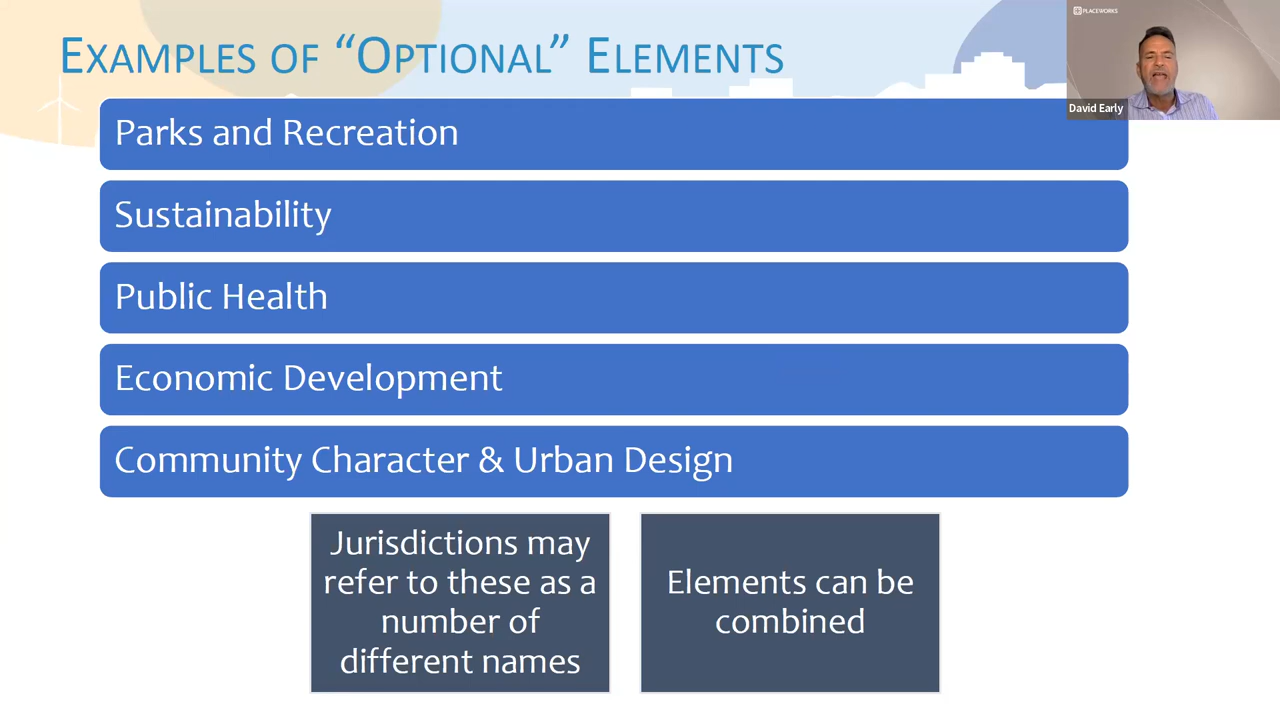 EXAMPLES OF “OPTIONAL” ELEMENTS
PLACEWORKS
David Early
Parks and Recreation
Sustainability
Public Health
Economic Development
Community Character & Urban Design
Jurisdictions may
refer to these as a
number of
different names
Elements can be
combined